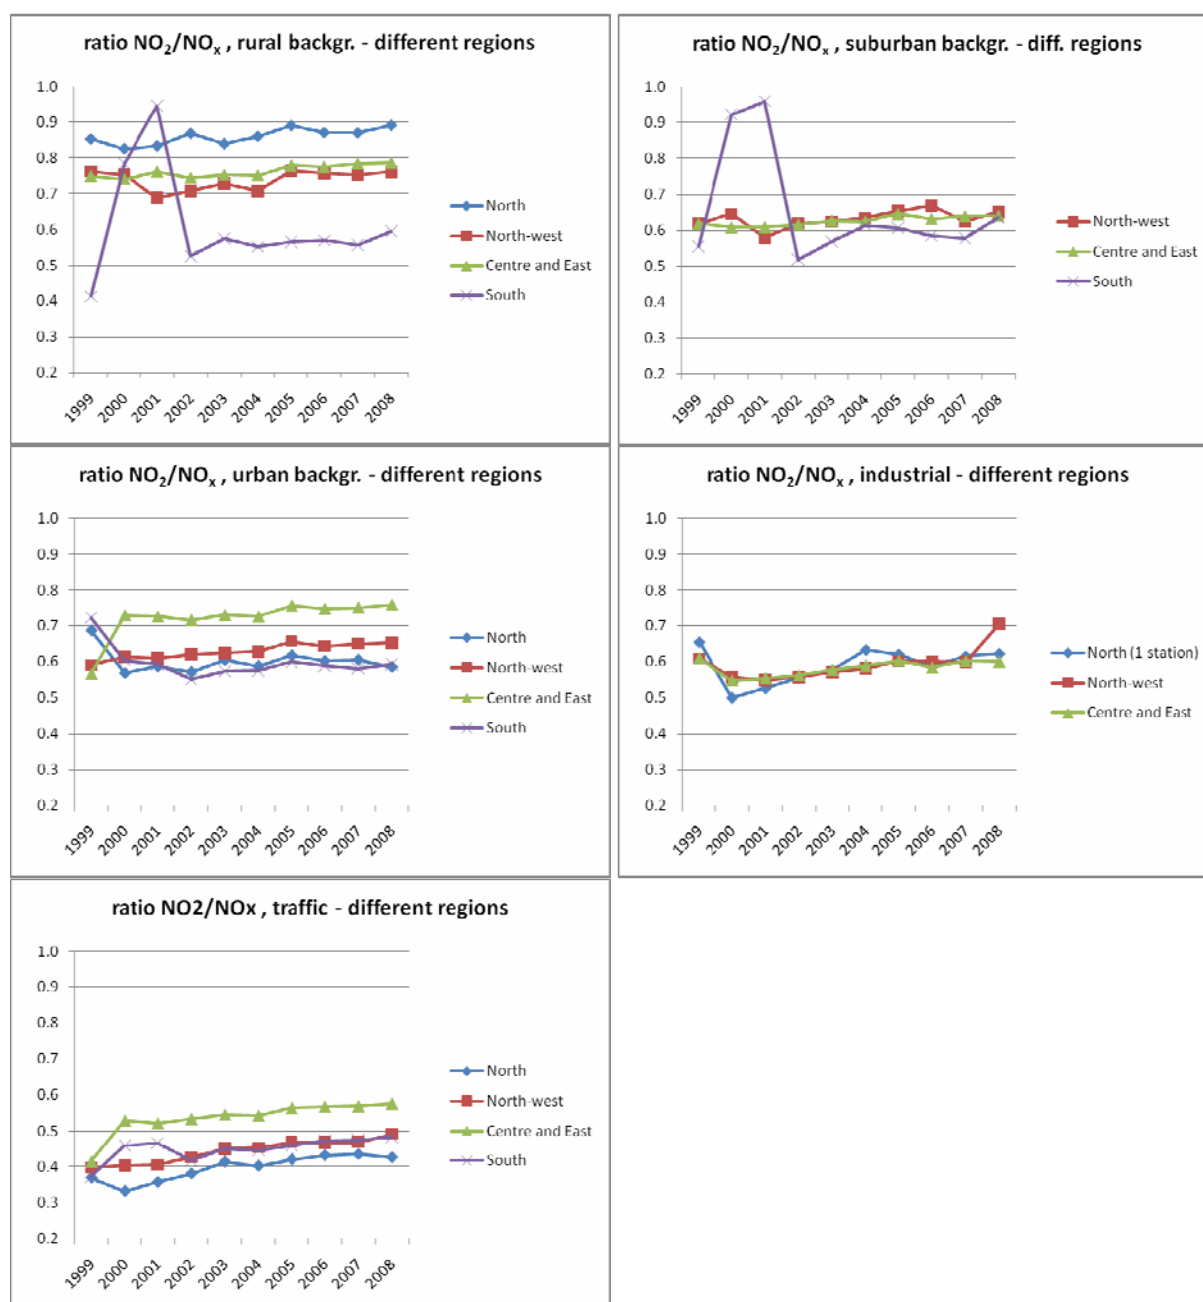 ratio NO₂/NOₓ , rural backgr. - different regions
1.0
0.9
0.8
0.7
0.6
0.5
0.4
0.3
0.2
1999 2000 2001 2002 2003 2004 2005 2006 2007 2008
North
North-west
Centre and East
South
ratio NO₂/NOₓ , suburban backgr. - diff. regions
1.0
0.9
0.8
0.7
0.6
0.5
0.4
0.3
0.2
1999 2000 2001 2002 2003 2004 2005 2006 2007 2008
North-west
Centre and East
South
ratio NO₂/NOₓ , urban backgr. - different regions
1.0
0.9
0.8
0.7
0.6
0.5
0.4
0.3
0.2
1999 2000 2001 2002 2003 2004 2005 2006 2007 2008
North
North-west
Centre and East
South
ratio NO₂/NOₓ , industrial - different regions
1.0
0.9
0.8
0.7
0.6
0.5
0.4
0.3
0.2
1999 2000 2001 2002 2003 2004 2005 2006 2007 2008
North (1 station)
North-west
Centre and East
ratio NO2/NOx , traffic - different regions
1.0
0.9
0.8
0.7
0.6
0.5
0.4
0.3
0.2
1999 2000 2001 2002 2003 2004 2005 2006 2007 2008
North
North-west
Centre and East
South